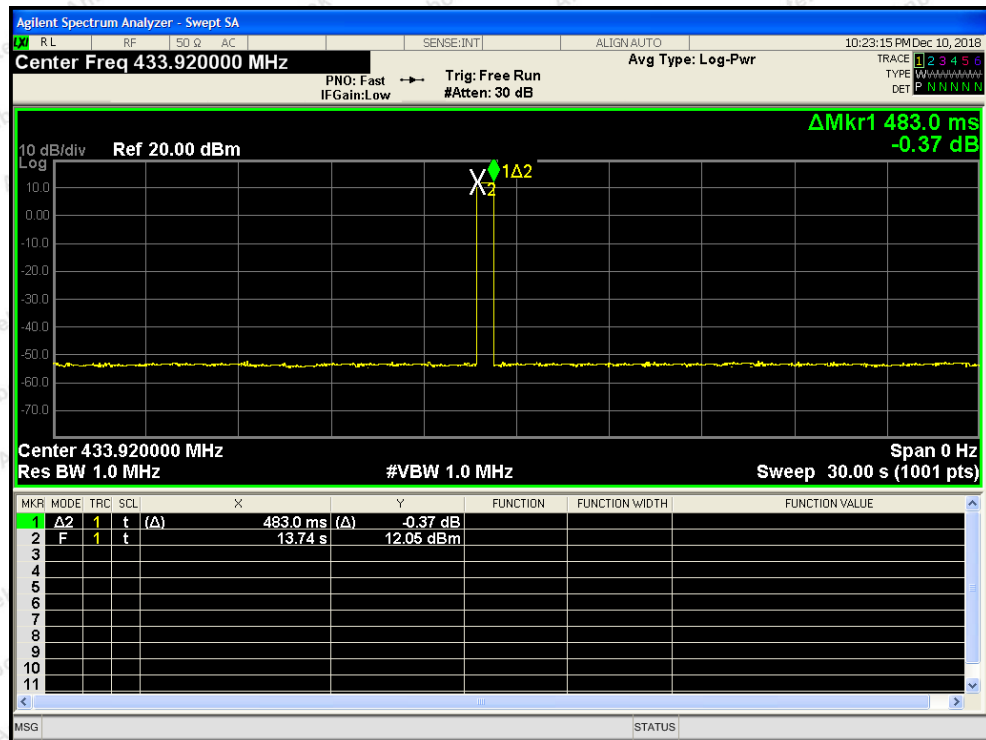 Agilent Spectrum Analyzer - Swept SA
LXI RL RF 50 Ω AC SENSE:INT ALIGN AUTO 10:23:15 PM Dec 10, 2018
Center Freq 433.920000 MHz Avg Type: Log-Pwr TRACE 1 2 3 4 5 6
PNO: Fast Trig: Free Run TYPE W
IFGain:Low #Atten: 30 dB DET P N N N N N
ΔMkr1 483.0 ms
10 dB/div Ref 20.00 dBm -0.37 dB
Log
1Δ2
10.0
2
0.00
-10.0
-20.0
-30.0
-40.0
-50.0
-60.0
-70.0
Center 433.920000 MHz Span 0 Hz
Res BW 1.0 MHz #VBW 1.0 MHz Sweep 30.00 s (1001 pts)
MKR MODE TRC SCL X Y FUNCTION FUNCTION WIDTH FUNCTION VALUE
1 Δ2 1 t (Δ) 483.0 ms (Δ) -0.37 dB
2 F 1 t 13.74 s 12.05 dBm
3
4
5
6
7
8
9
10
11
MSG STATUS